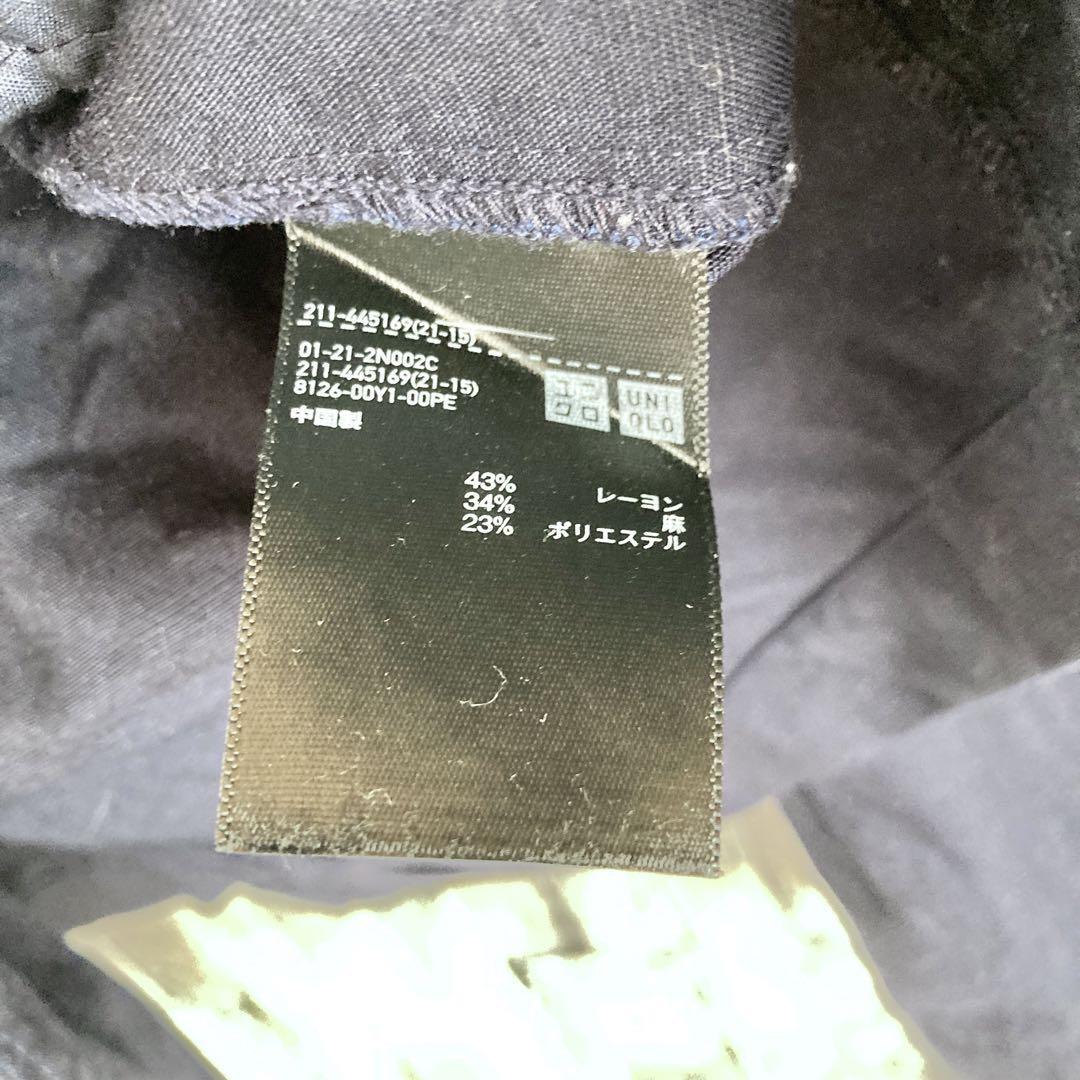 211-445169(21-15)
01-21-2N002C
211-445169(21-15)
8126-00Y1-00PE
中国製
ユニ
クロ
UNI
QLO
43% レーヨン
34% 麻
23% ポリエステル